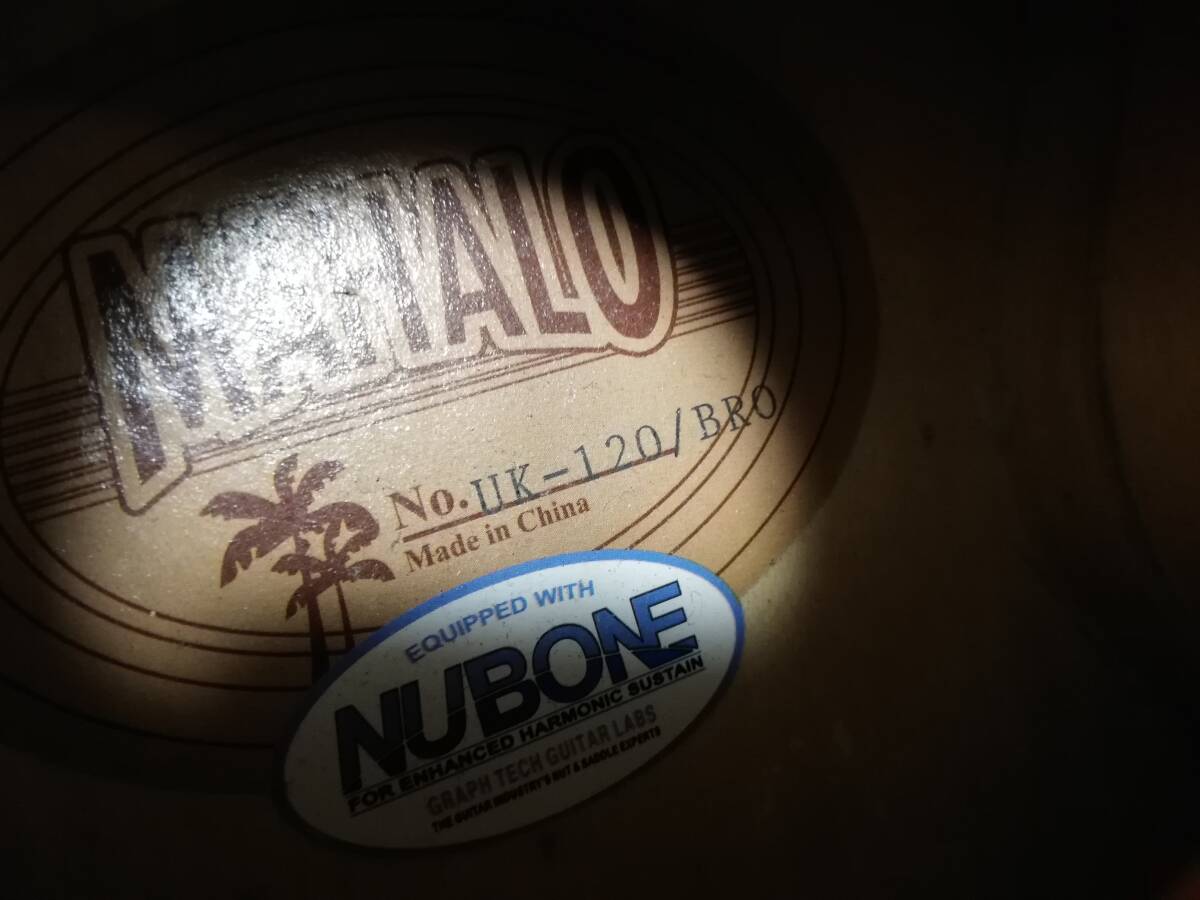 MAHALO
No. UK-120/BRO
Made in China
EQUIPPED WITH
NUBONE
FOR ENHANCED HARMONIC SUSTAIN
GRAPH TECH GUITAR LABS
THE GUITAR INDUSTRY'S NUT & SADDLE EXPERTS